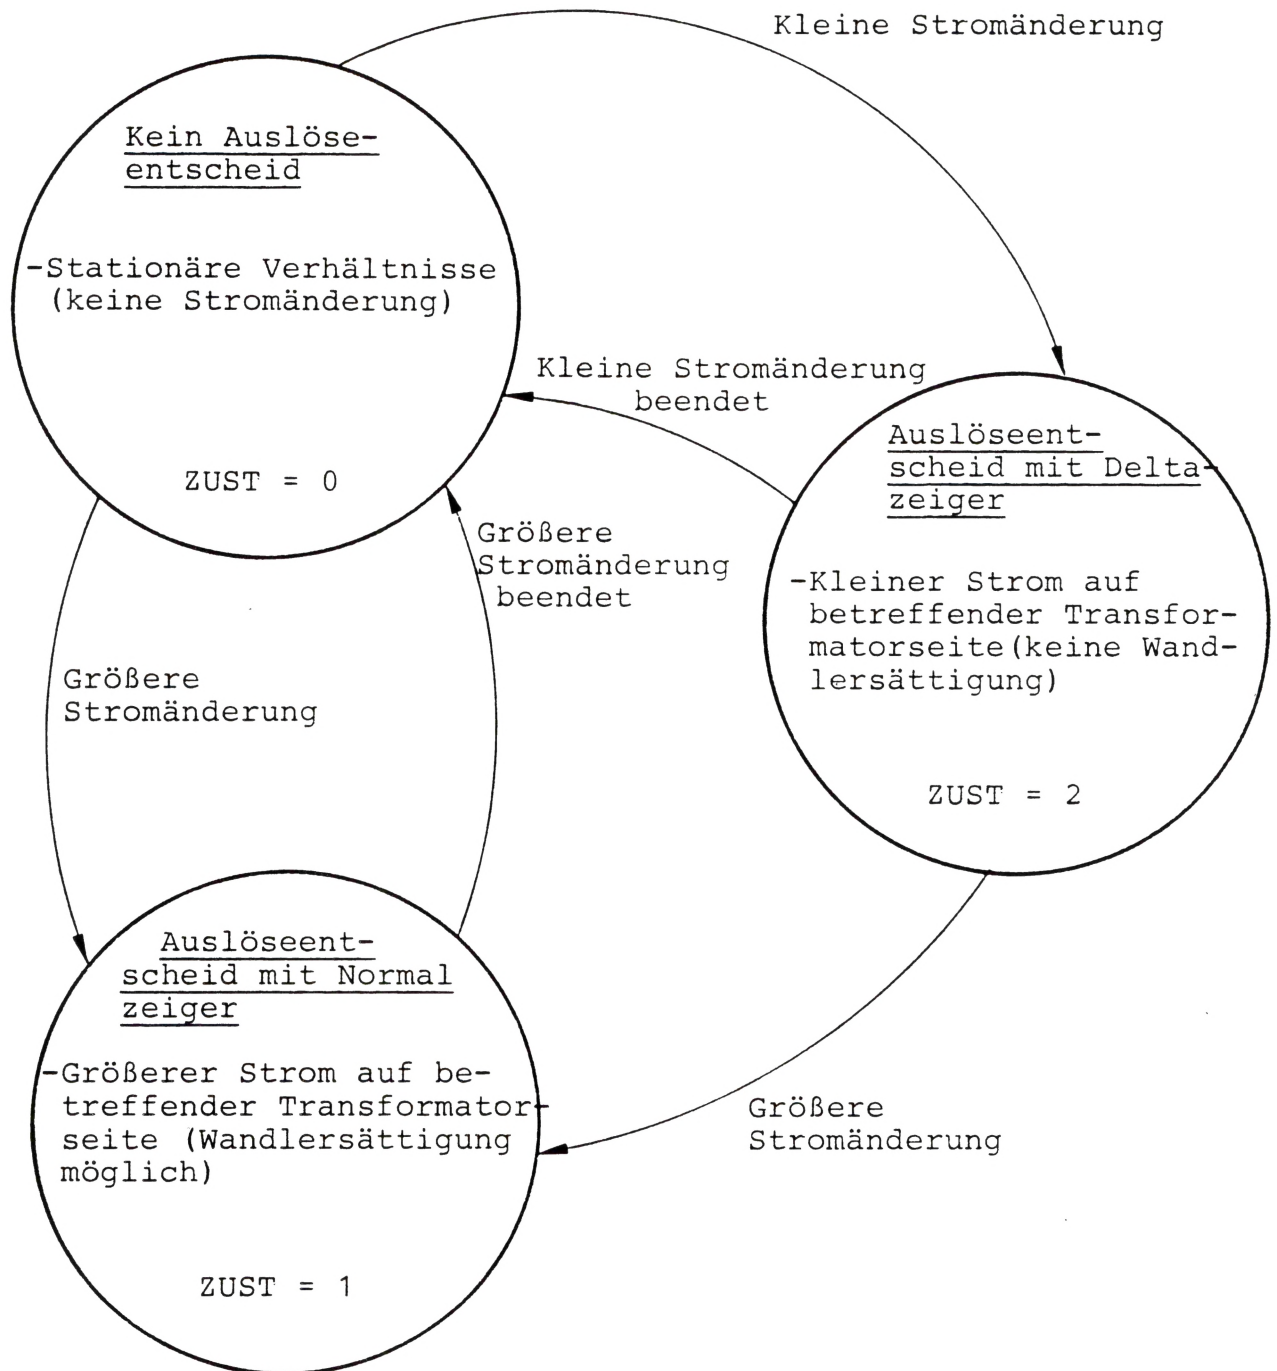 Kleine Stromänderung
Kein Auslöse-
entscheid
-Stationäre Verhältnisse
(keine Stromänderung)
ZUST = 0
Kleine Stromänderung
beendet
Auslöseent-
scheid mit Delta-
zeiger
-Kleiner Strom auf
betreffender Transfor-
matorseite(keine Wand-
lersättigung)
ZUST = 2
Größere
Stromänderung
beendet
Größere
Stromänderung
Auslöseent-
scheid mit Normal
zeiger
-Größerer Strom auf be-
treffender Transformator-
seite (Wandlersättigung
möglich)
ZUST = 1
Größere
Stromänderung